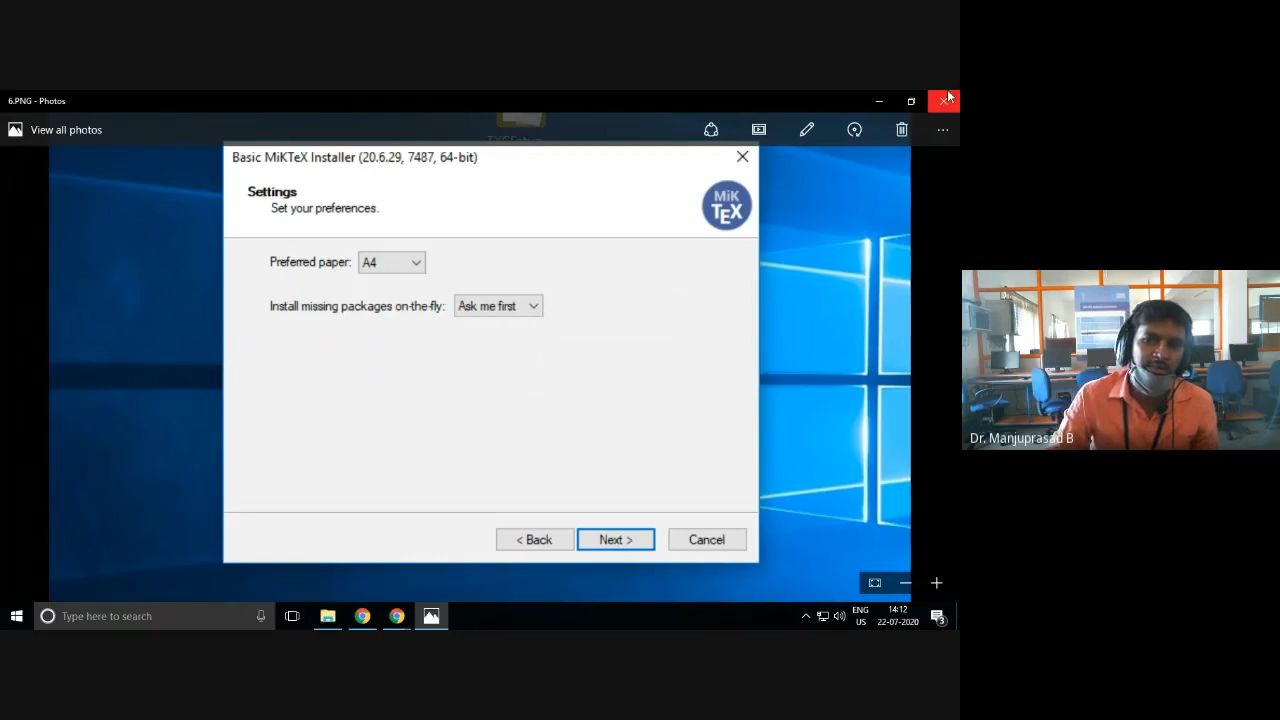 6.PNG - Photos
View all photos
Basic MiKTeX Installer (20.6.29, 7487, 64-bit)
Settings
Set your preferences.
MiK
TEX
Preferred paper: A4
Install missing packages on-the-fly: Ask me first
< Back Next > Cancel
Dr. Manjuprasad B
Type here to search
ENG
US
14:12
22-07-2020
3